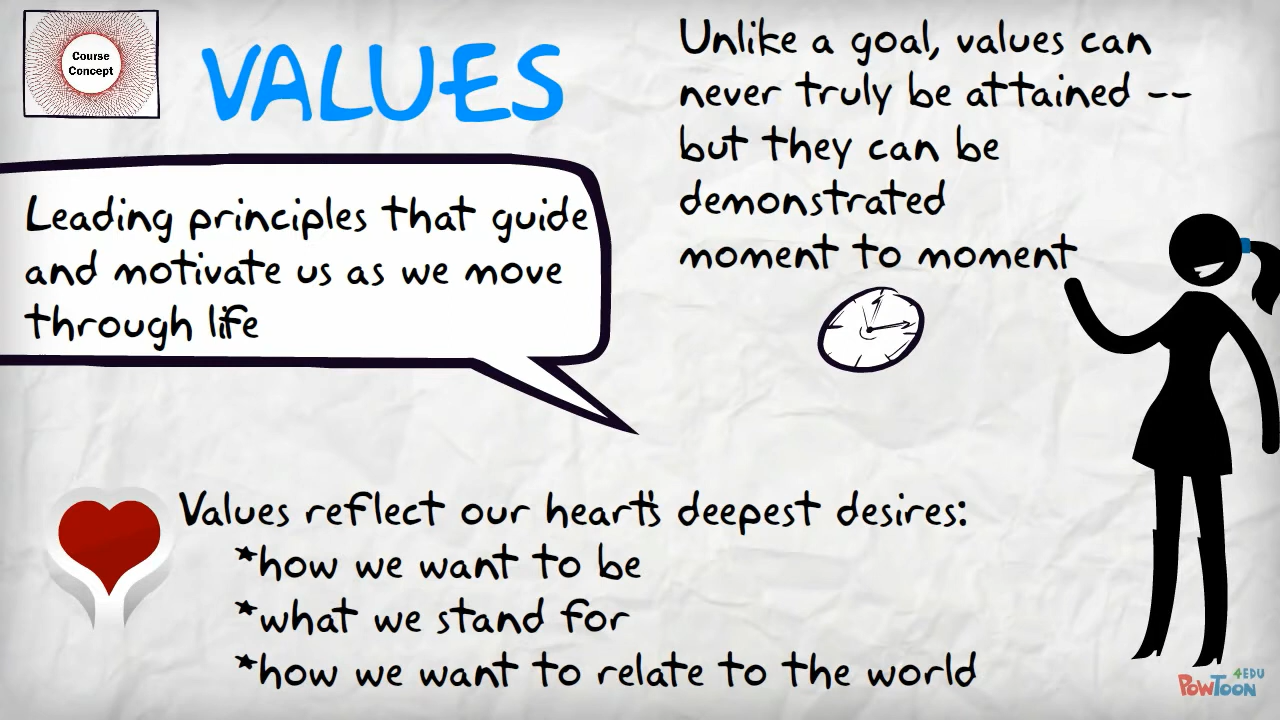 Course
Concept
VALUES
Leading principles that guide
and motivate us as we move
through life
Unlike a goal, values can
never truly be attained --
but they can be
demonstrated
moment to moment
Values reflect our heart's deepest desires:
*how we want to be
*what we stand for
*how we want to relate to the world
4EDU
POWTOON